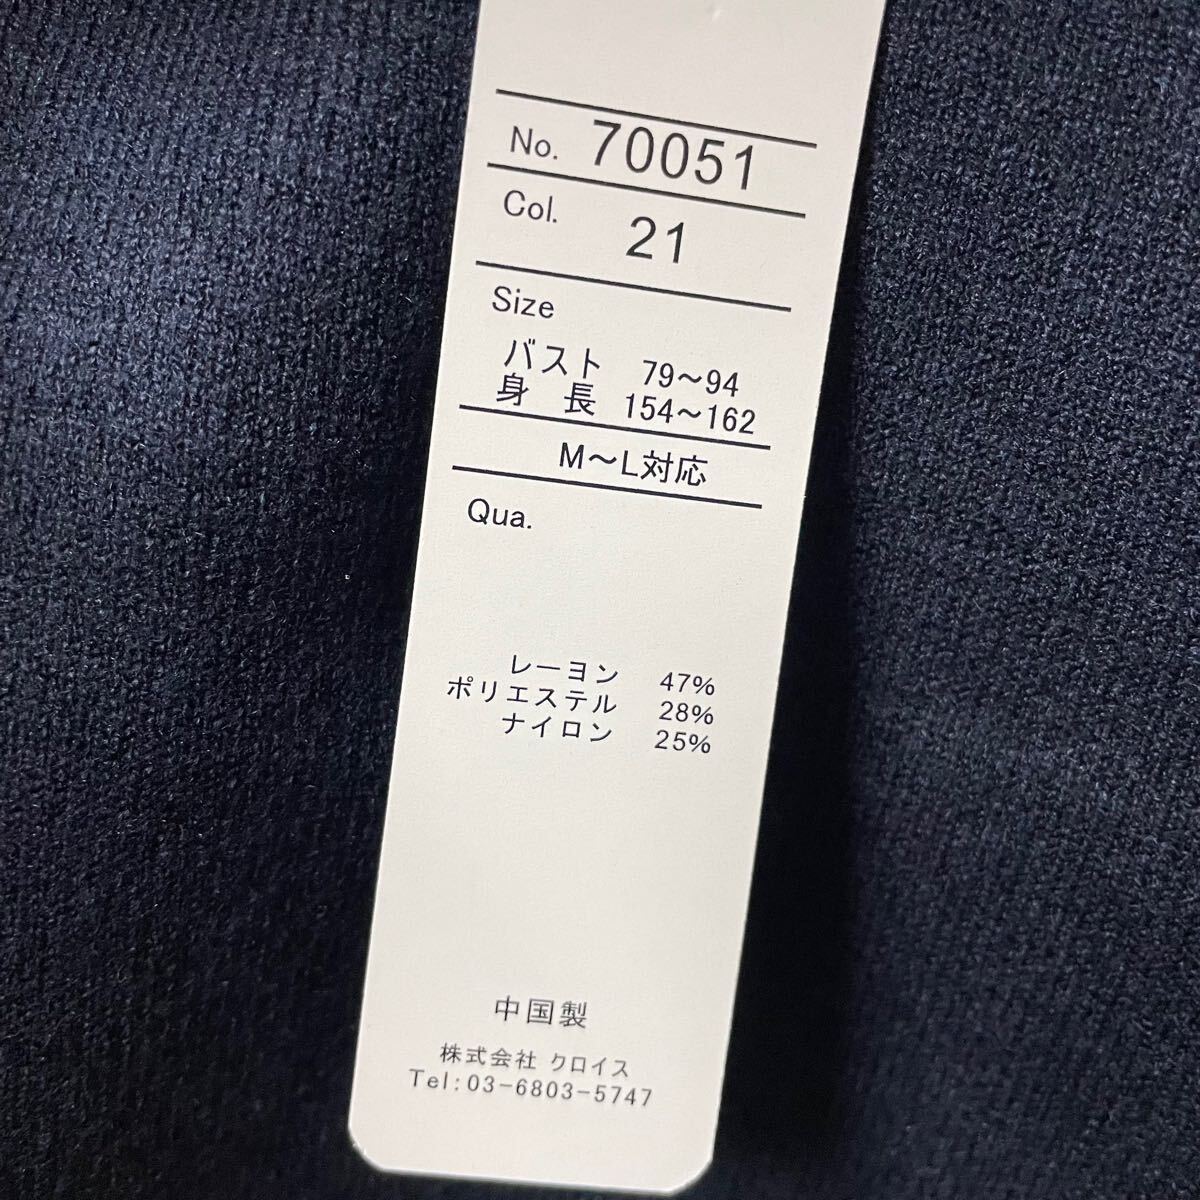 No. 70051
Col. 21
Size
バスト 79～94
身 長 154～162
M～L対応
Qua.
レーヨン 47%
ポリエステル 28%
ナイロン 25%
中国製
株式会社 クロイス
Tel:03-6803-5747